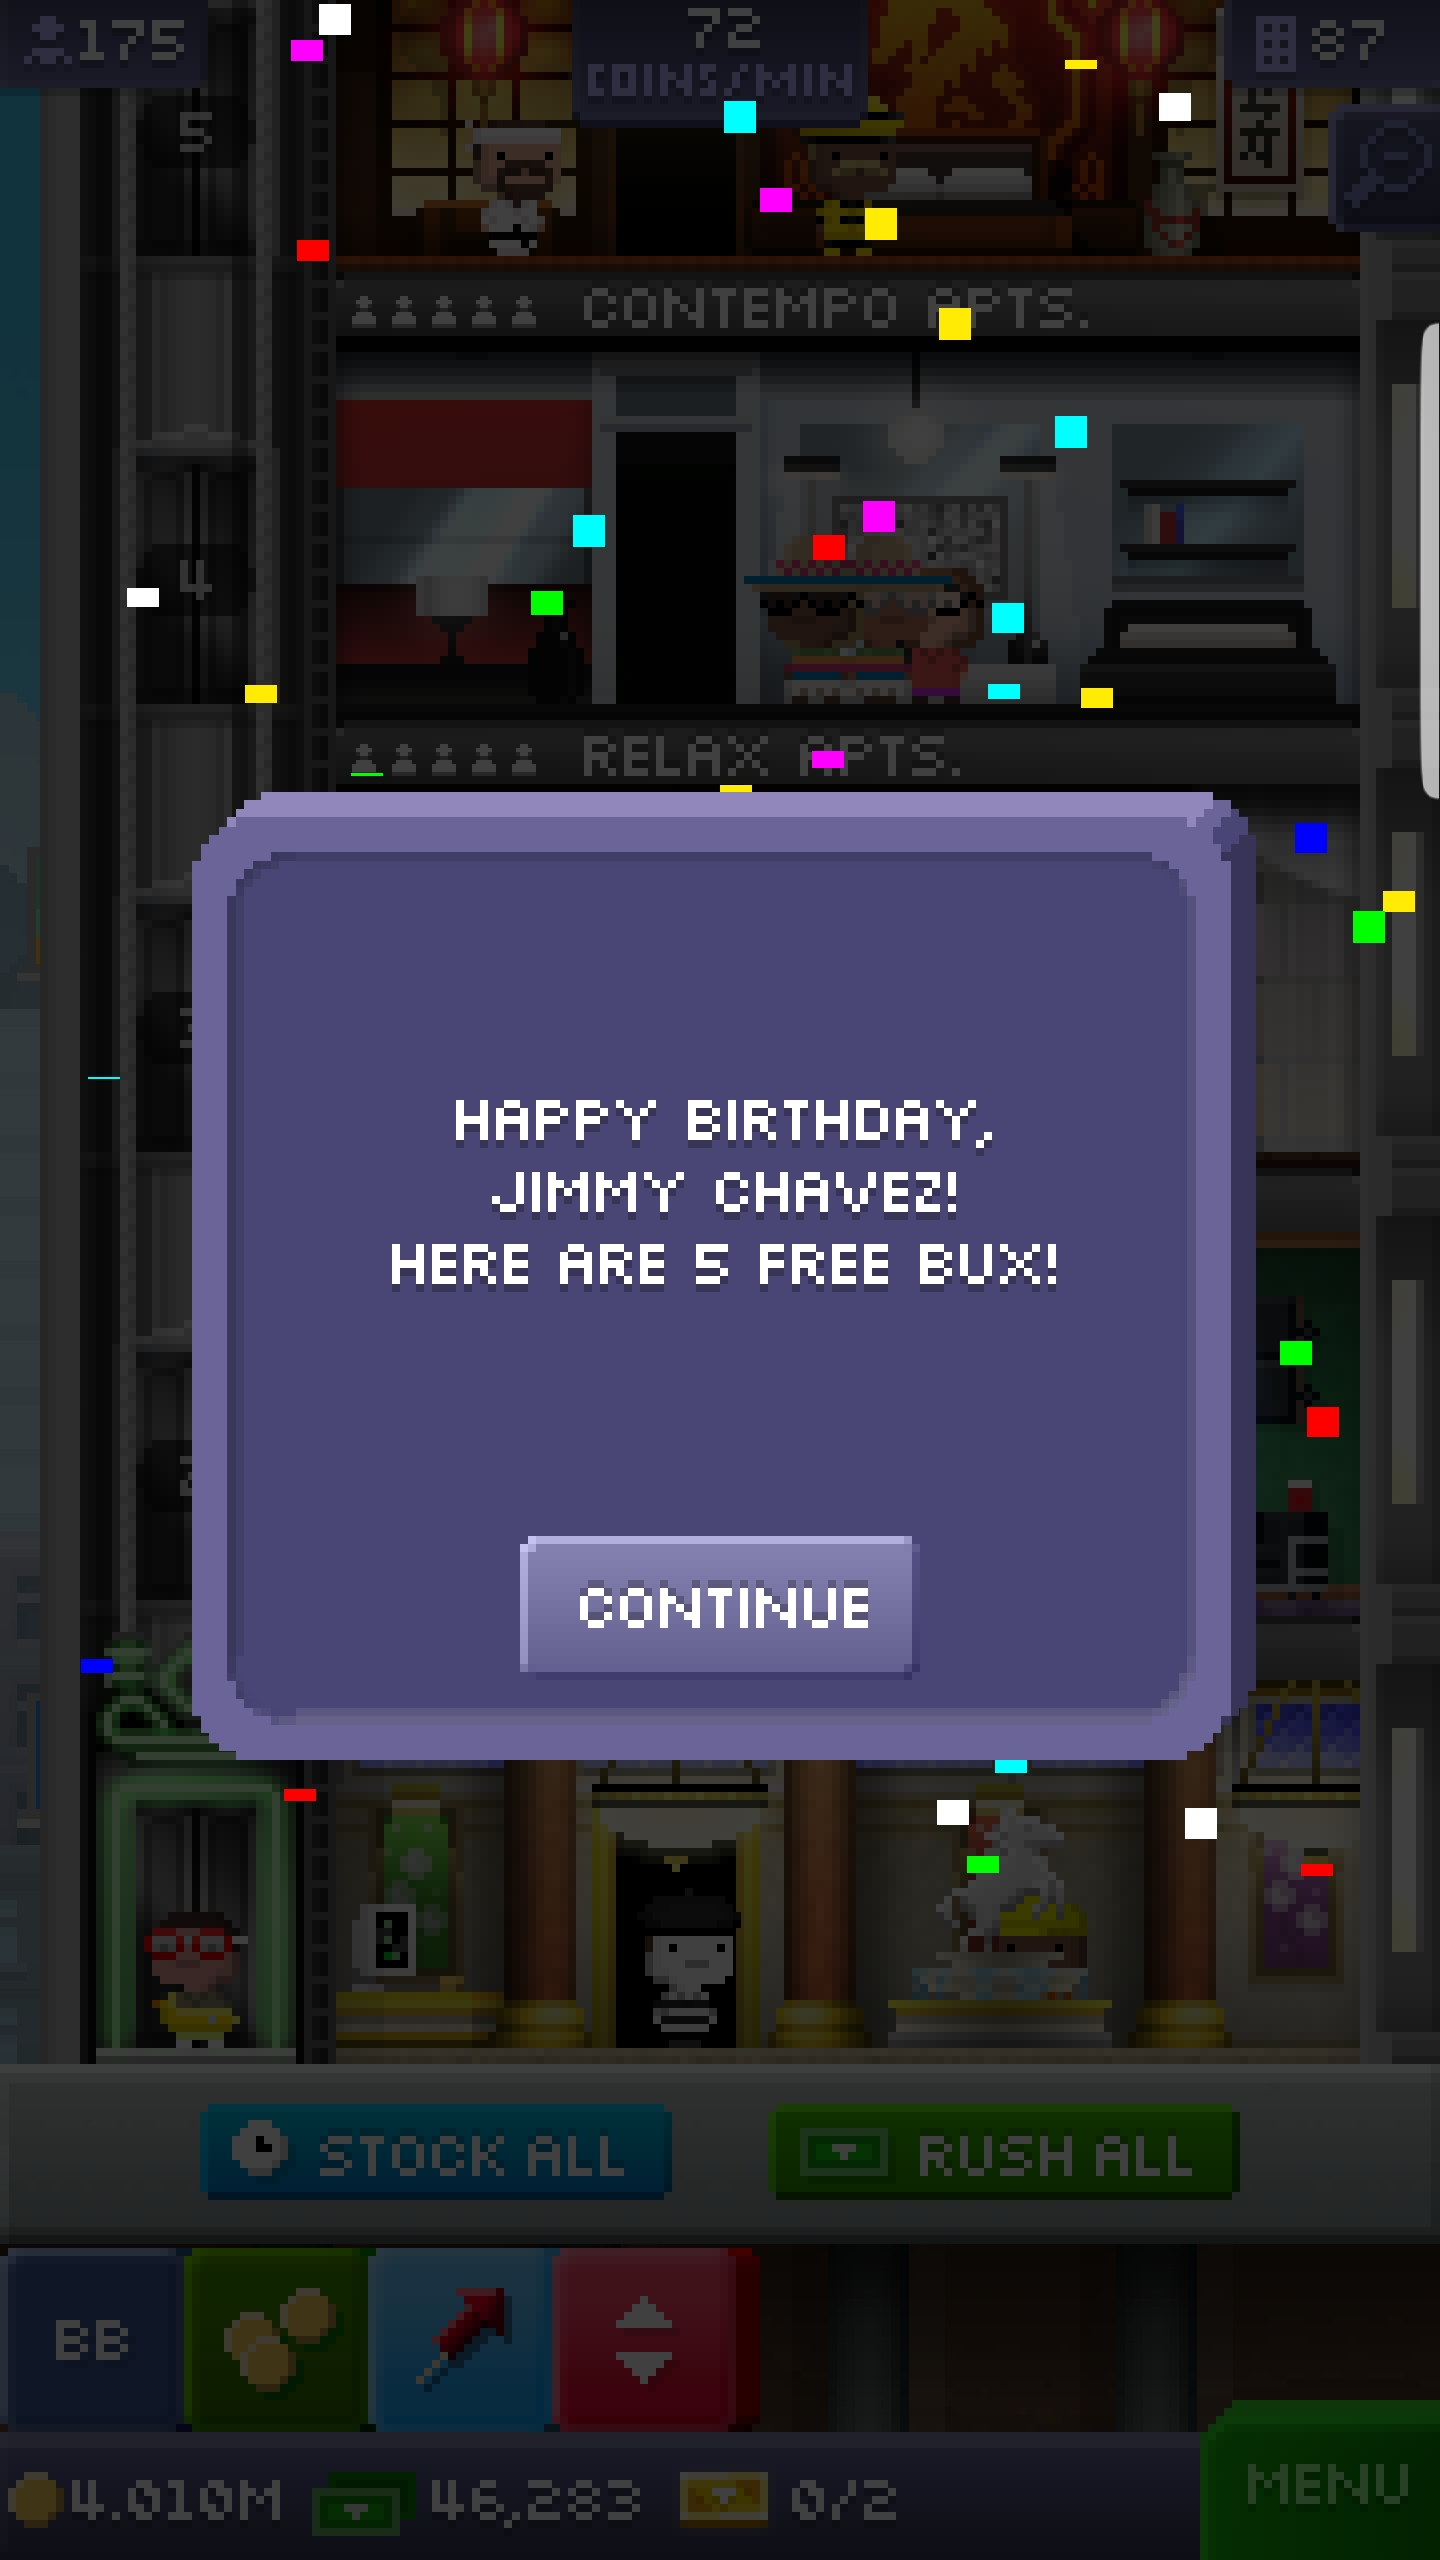 175
72
COINS/MIN
87
5
CONTEMPO APTS.
4
RELAX APTS.
HAPPY BIRTHDAY,
JIMMY CHAVEZ!
HERE ARE 5 FREE BUX!
CONTINUE
STOCK ALL
RUSH ALL
BB
4.010M
46,283
0/2
MENU